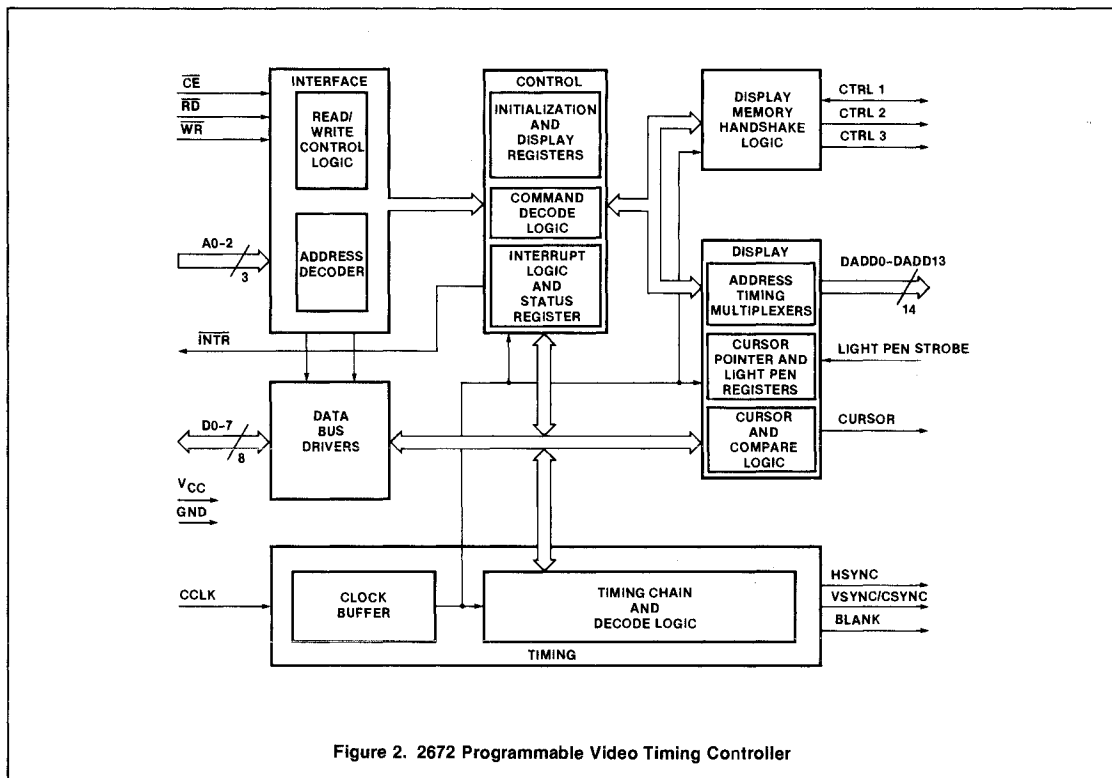 CE
RD
WR
A0-2
3
INTR
D0-7
8
VCC
GND
CCLK
INTERFACE
READ/
WRITE
CONTROL
LOGIC
ADDRESS
DECODER
DATA
BUS
DRIVERS
CONTROL
INITIALIZATION
AND
DISPLAY
REGISTERS
COMMAND
DECODE
LOGIC
INTERRUPT
LOGIC
AND
STATUS
REGISTER
DISPLAY
MEMORY
HANDSHAKE
LOGIC
CTRL 1
CTRL 2
CTRL 3
DISPLAY
ADDRESS
TIMING
MULTIPLEXERS
CURSOR
POINTER AND
LIGHT PEN
REGISTERS
CURSOR
AND
COMPARE
LOGIC
DADD0-DADD13
14
LIGHT PEN STROBE
CURSOR
CLOCK
BUFFER
TIMING CHAIN
AND
DECODE LOGIC
TIMING
HSYNC
VSYNC/CSYNC
BLANK
Figure 2. 2672 Programmable Video Timing Controller